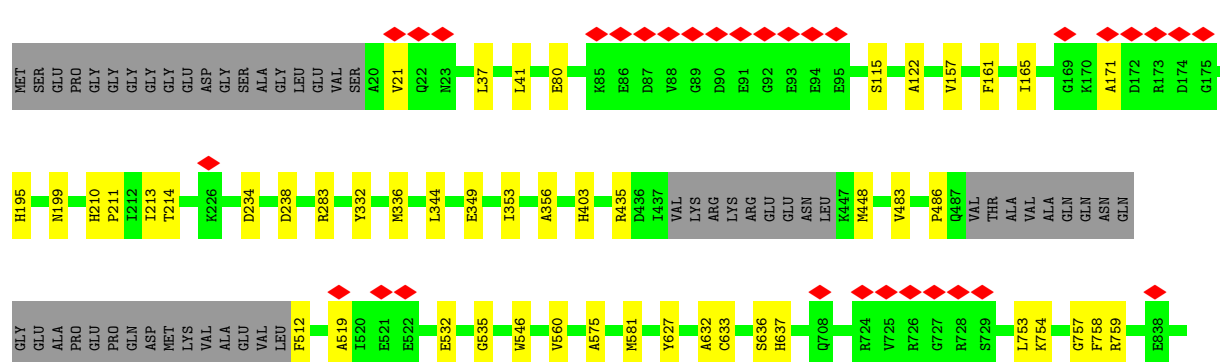 MET SER GLU PRO GLY GLY GLY GLY GLY GLU ASP GLY SER ALA GLY LEU GLU VAL SER A20 V21 Q22 N23 L37 L41 E80 K85 E86 D87 V88 G89 D90 E91 G92 E93 E94 E95 S115 A122 V157 F161 I165 G169 K170 A171 D172 R173 D174 G175
H195 N199 H210 P211 I212 I213 T214 K226 D234 D238 R283 Y332 M336 L344 E349 I353 A356 H403 R435 D436 I437 VAL LYS ARG LYS ARG GLU GLU ASN LEU K447 M448 V483 P486 Q487 VAL THR ALA VAL ALA GLN GLN ASN GLN
GLY GLU ALA PRO GLU PRO GLN ASP MET LYS VAL ALA GLU VAL LEU F512 A519 I520 E521 E522 E532 G535 W546 V560 A575 M581 Y627 A632 C633 S636 H637 Q708 R724 V725 R726 G727 R728 S729 L753 K754 G757 F758 R759 E838